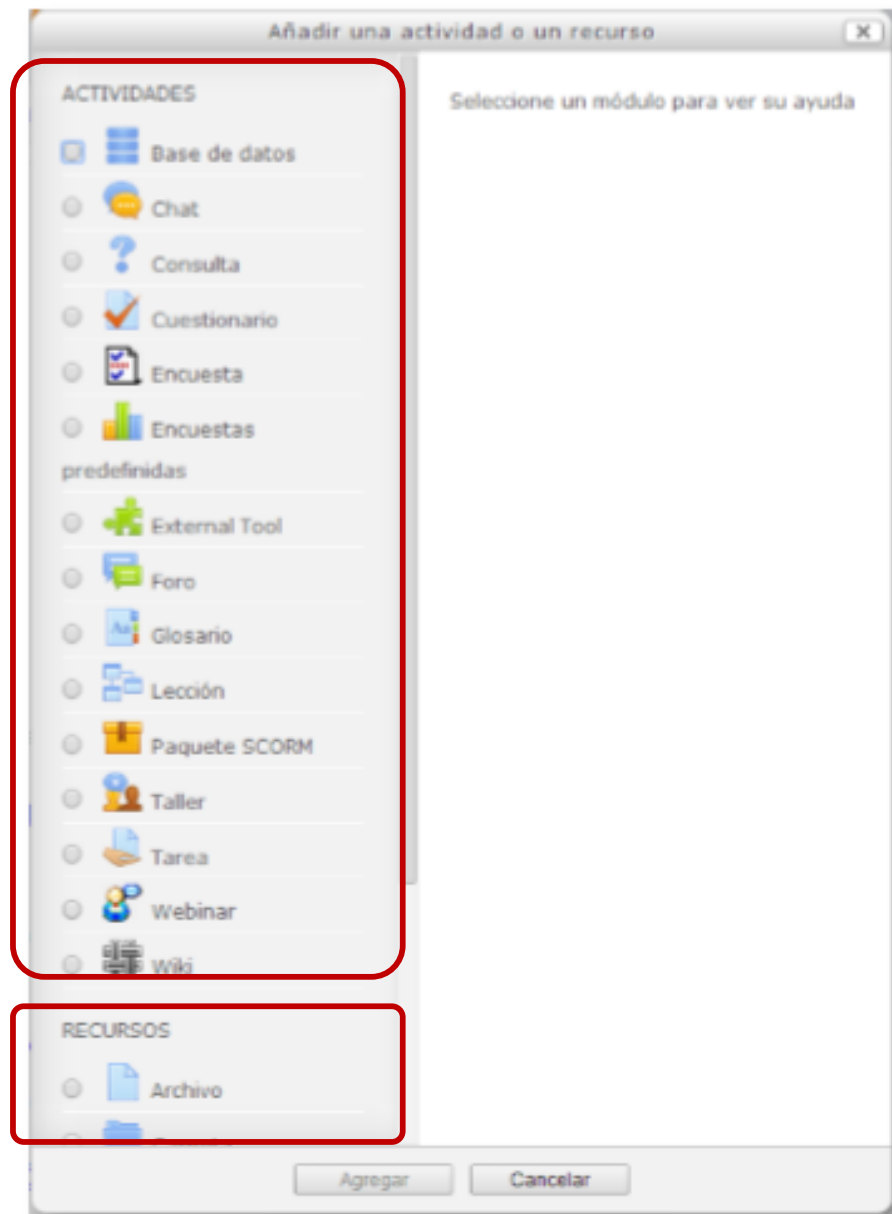 Añadir una actividad o un recurso
ACTIVIDADES
Seleccione un módulo para ver su ayuda
Base de datos
Chat
Consulta
Cuestionario
Encuesta
Encuestas
predefinidas
External Tool
Foro
Glosario
Lección
Paquete SCORM
Taller
Tarea
Webinar
Wiki
RECURSOS
Archivo
Agregar
Cancelar